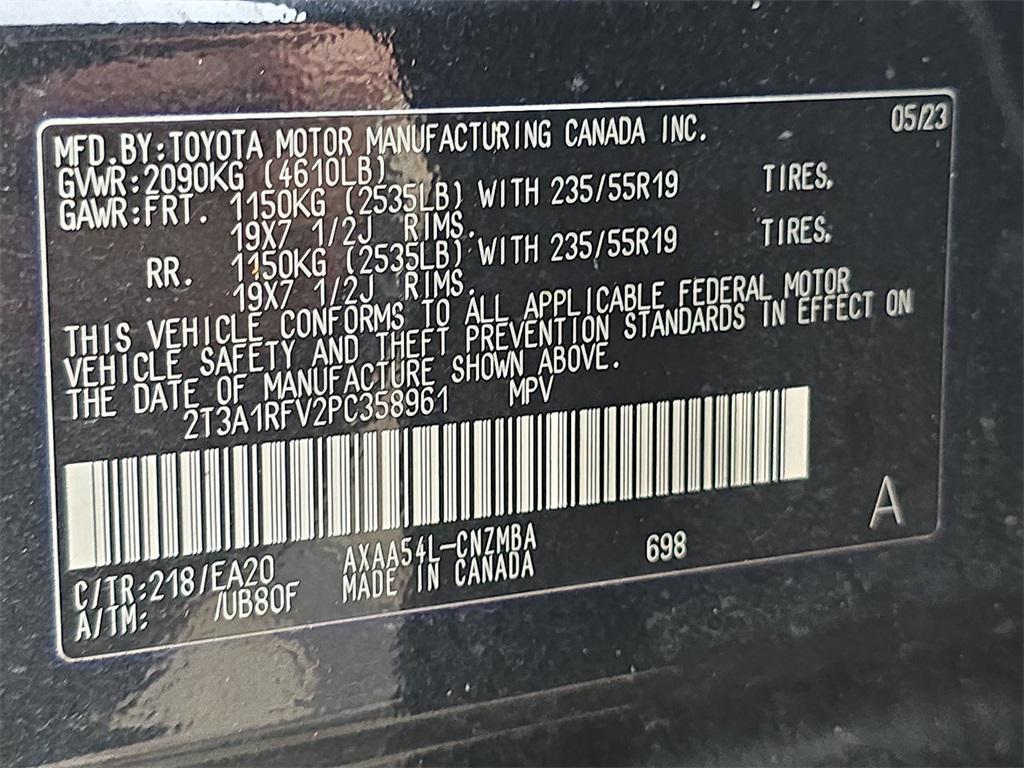 05/23
MFD.BY:TOYOTA MOTOR MANUFACTURING CANADA INC.
GVWR:2090KG (4610LB)
GAWR:FRT. 1150KG (2535LB) WITH 235/55R19 TIRES,
19X7 1/2J RIMS.
RR. 1150KG (2535LB) WITH 235/55R19 TIRES,
19X7 1/2J RIMS.
THIS VEHICLE CONFORMS TO ALL APPLICABLE FEDERAL MOTOR
VEHICLE SAFETY AND THEFT PREVENTION STANDARDS IN EFFECT ON
THE DATE OF MANUFACTURE SHOWN ABOVE.
2T3A1RFV2PC358961 MPV
A
C/TR:218/EA20 AXAA54L-CNZMBA 698
A/TM: /UB80F MADE IN CANADA